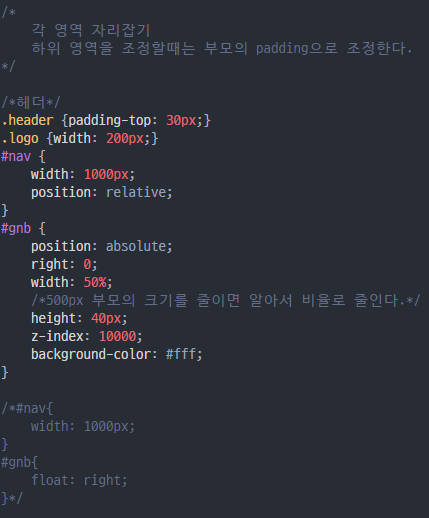 /*
각 영역 자리잡기
하위 영역을 조정할때는 부모의 padding으로 조정한다.
*/
/*헤더*/
.header {padding-top: 30px;}
.logo {width: 200px;}
#nav {
width: 1000px;
position: relative;
}
#gnb {
position: absolute;
right: 0;
width: 50%;
/*500px 부모의 크기를 줄이면 알아서 비율로 줄인다.*/
height: 40px;
z-index: 10000;
background-color: #fff;
}
/*#nav{
width: 1000px;
}
#gnb{
float: right;
}*/